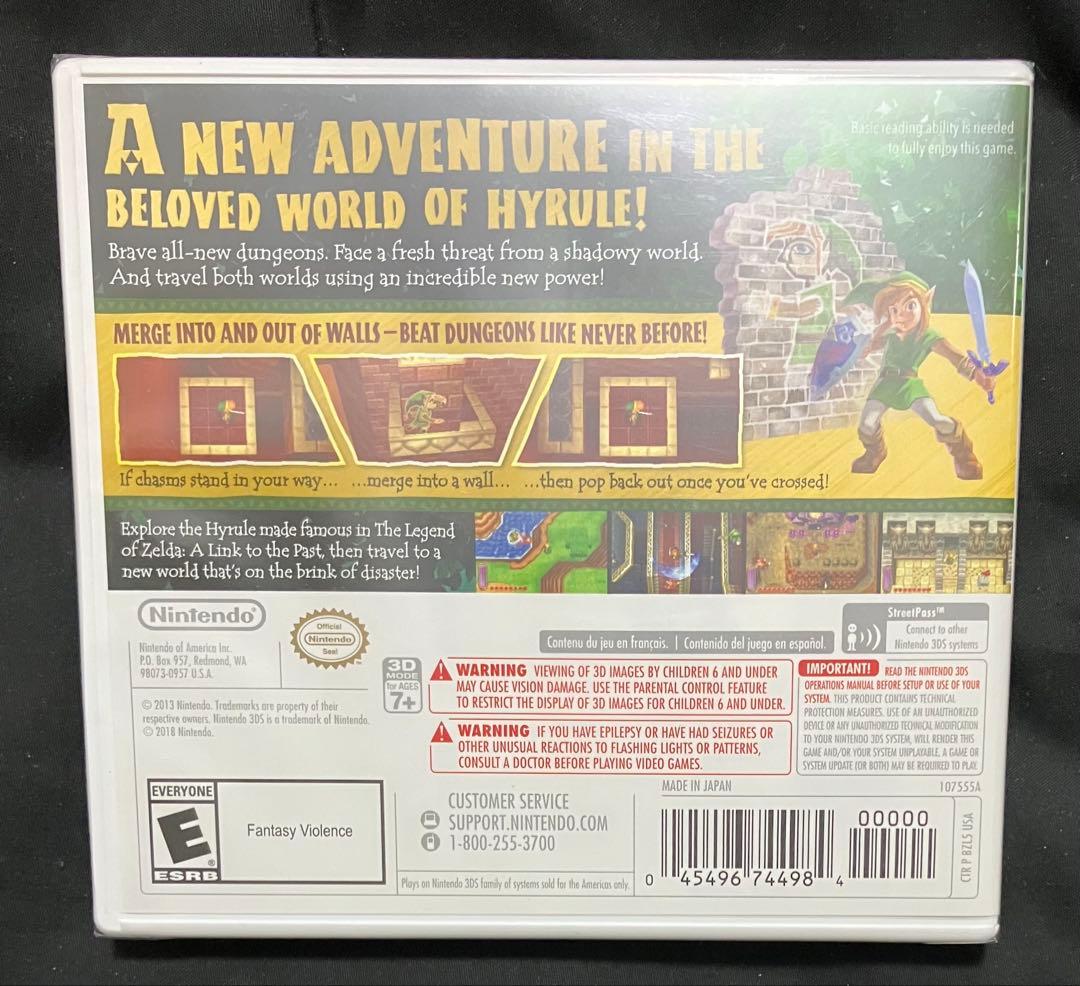 A NEW ADVENTURE IN THE
BELOVED WORLD OF HYRULE!
Basic reading ability is needed
to fully enjoy this game.
Brave all-new dungeons. Face a fresh threat from a shadowy world.
And travel both worlds using an incredible new power!
MERGE INTO AND OUT OF WALLS—BEAT DUNGEONS LIKE NEVER BEFORE!
If chasms stand in your way...
...merge into a wall...
...then pop back out once you've crossed!
Explore the Hyrule made famous in The Legend
of Zelda: A Link to the Past, then travel to a
new world that's on the brink of disaster!
Nintendo®
Official
Nintendo
Seal
Nintendo of America Inc.
P.O. Box 957, Redmond, WA
98073-0957 U.S.A.
© 2013 Nintendo. Trademarks are property of their
respective owners. Nintendo 3DS is a trademark of Nintendo.
© 2018 Nintendo.
Contenu du jeu en français. | Contenido del juego en español.
StreetPass™
Connect to other
Nintendo 3DS systems
3D
MODE
for AGES
7+
WARNING VIEWING OF 3D IMAGES BY CHILDREN 6 AND UNDER
MAY CAUSE VISION DAMAGE. USE THE PARENTAL CONTROL FEATURE
TO RESTRICT THE DISPLAY OF 3D IMAGES FOR CHILDREN 6 AND UNDER.
WARNING IF YOU HAVE EPILEPSY OR HAVE HAD SEIZURES OR
OTHER UNUSUAL REACTIONS TO FLASHING LIGHTS OR PATTERNS,
CONSULT A DOCTOR BEFORE PLAYING VIDEO GAMES.
IMPORTANT! READ THE NINTENDO 3DS
OPERATIONS MANUAL BEFORE SETUP OR USE OF YOUR
SYSTEM. THIS PRODUCT CONTAINS TECHNICAL
PROTECTION MEASURES. USE OF AN UNAUTHORIZED
DEVICE OR ANY UNAUTHORIZED TECHNICAL MODIFICATION
TO YOUR NINTENDO 3DS SYSTEM, WILL RENDER THIS
GAME AND/OR YOUR SYSTEM UNPLAYABLE. A GAME OR
SYSTEM UPDATE (OR BOTH) MAY BE REQUIRED TO PLAY.
EVERYONE
E®
ESRB
Fantasy Violence
CUSTOMER SERVICE
SUPPORT.NINTENDO.COM
1-800-255-3700
Plays on Nintendo 3DS family of systems sold for the Americas only.
MADE IN JAPAN
107555A
00000
0 45496 74498 4
CTR P BZL5 USA